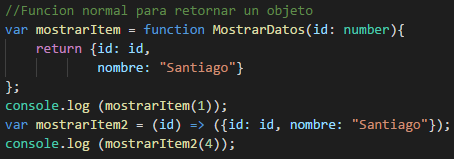 //Funcion normal para retornar un objeto
var mostrarItem = function MostrarDatos(id: number){
    return {id: id,
            nombre: "Santiago"}
};
console.log (mostrarItem(1));
var mostrarItem2 = (id) => ({id: id, nombre: "Santiago"});
console.log (mostrarItem2(4));